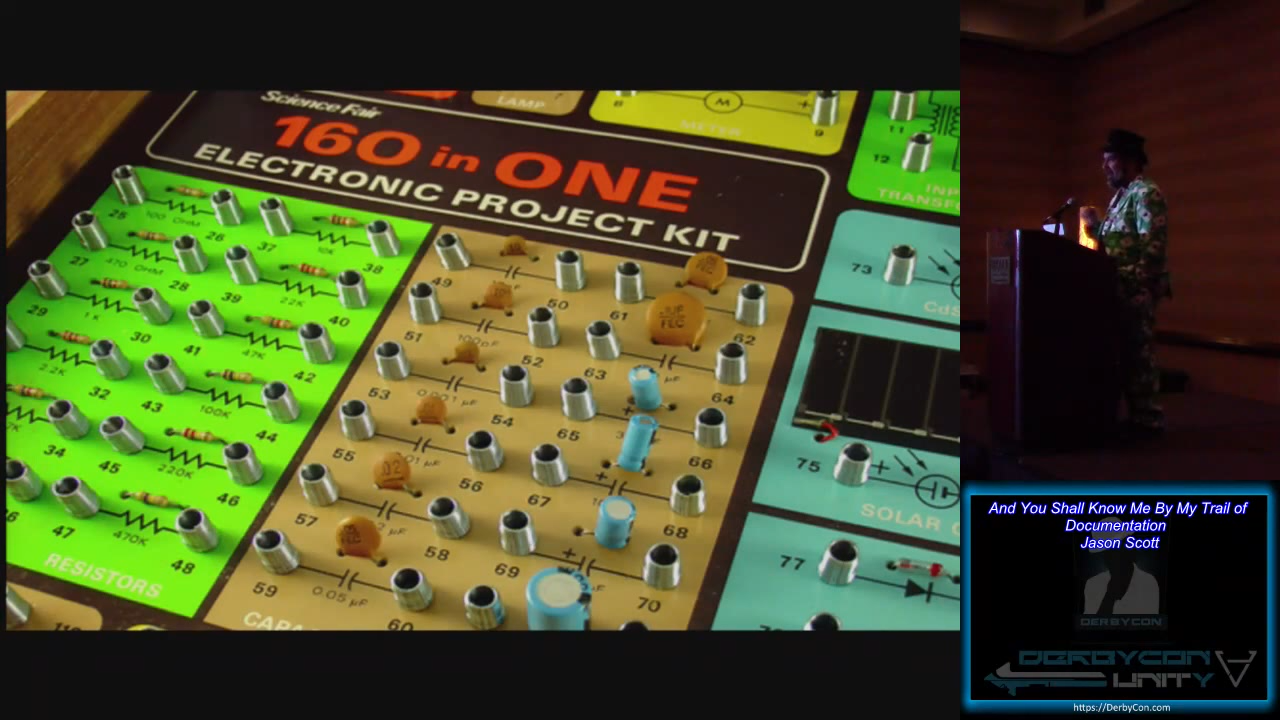 Science Fair
160 in ONE
ELECTRONIC PROJECT KIT
LAMP
8
M
+
9
METER
11
12
INP
TRANSF
25
100 OHM
26
37
10K
38
27
470 OHM
28
39
22K
40
29
1K
30
41
47K
42
2.2K
32
43
100K
44
34
45
220K
46
47
470K
48
RESISTORS
49
50
61
62
51
100pF
52
63
µF
64
53
0.001 µF
54
65
66
55
56
67
68
.02
57
58
69
70
59
0.05 µF
60
CAPA
73
CdS
75
+
SOLAR C
77
And You Shall Know Me By My Trail of
Documentation
Jason Scott
DERBYCON
DERBYCON
UNITY
https://DerbyCon.com